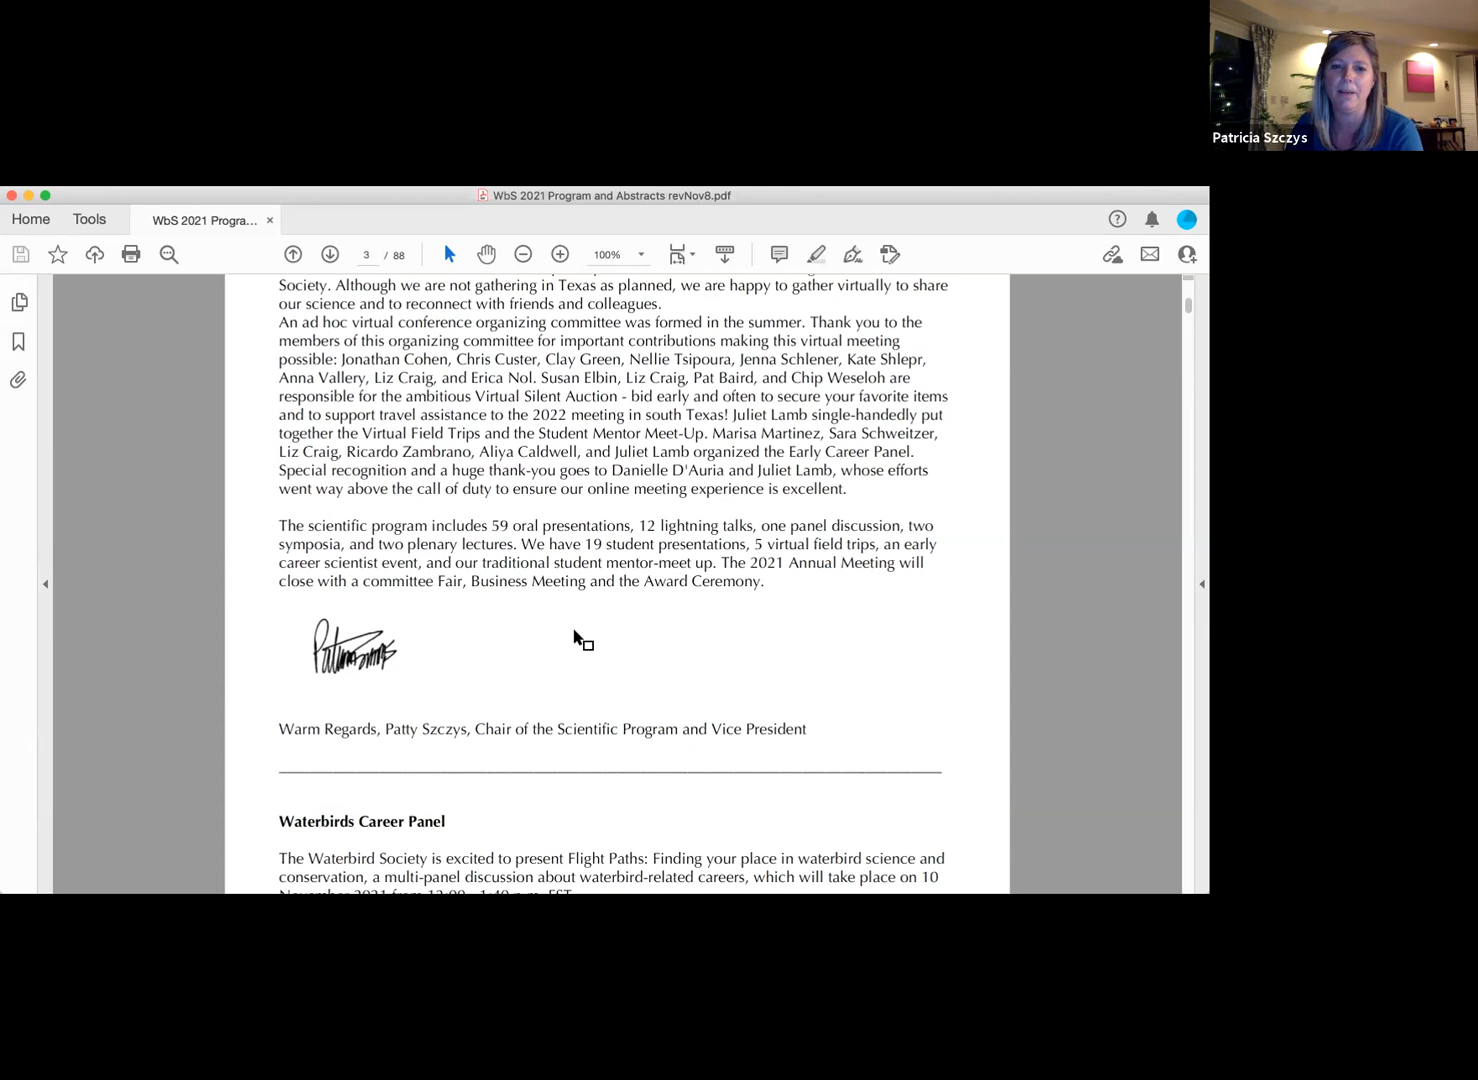 Patricia Szczys
WbS 2021 Program and Abstracts revNov8.pdf
Home
Tools
WbS 2021 Progra... ×
3 / 88
100%
Society. Although we are not gathering in Texas as planned, we are happy to gather virtually to share
our science and to reconnect with friends and colleagues.
An ad hoc virtual conference organizing committee was formed in the summer. Thank you to the
members of this organizing committee for important contributions making this virtual meeting
possible: Jonathan Cohen, Chris Custer, Clay Green, Nellie Tsipoura, Jenna Schlener, Kate Shlepr,
Anna Vallery, Liz Craig, and Erica Nol. Susan Elbin, Liz Craig, Pat Baird, and Chip Weseloh are
responsible for the ambitious Virtual Silent Auction - bid early and often to secure your favorite items
and to support travel assistance to the 2022 meeting in south Texas! Juliet Lamb single-handedly put
together the Virtual Field Trips and the Student Mentor Meet-Up. Marisa Martinez, Sara Schweitzer,
Liz Craig, Ricardo Zambrano, Aliya Caldwell, and Juliet Lamb organized the Early Career Panel.
Special recognition and a huge thank-you goes to Danielle D'Auria and Juliet Lamb, whose efforts
went way above the call of duty to ensure our online meeting experience is excellent.
The scientific program includes 59 oral presentations, 12 lightning talks, one panel discussion, two
symposia, and two plenary lectures. We have 19 student presentations, 5 virtual field trips, an early
career scientist event, and our traditional student mentor-meet up. The 2021 Annual Meeting will
close with a committee Fair, Business Meeting and the Award Ceremony.
Warm Regards, Patty Szczys, Chair of the Scientific Program and Vice President
Waterbirds Career Panel
The Waterbird Society is excited to present Flight Paths: Finding your place in waterbird science and
conservation, a multi-panel discussion about waterbird-related careers, which will take place on 10
November 2021 from 12:00 - 1:40 p.m. EST